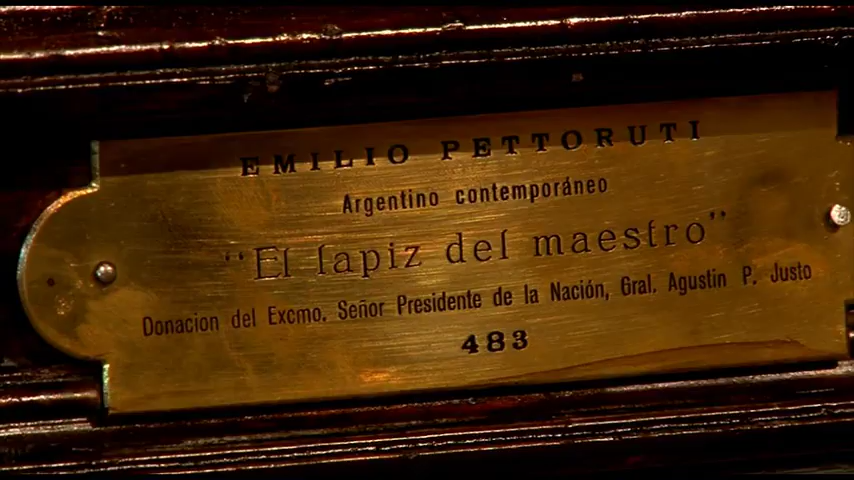 EMILIO PETTORUTI
Argentino contemporáneo
"El lapiz del maestro"
Donacion del Excmo. Señor Presidente de la Nación, Gral. Agustin P. Justo
483